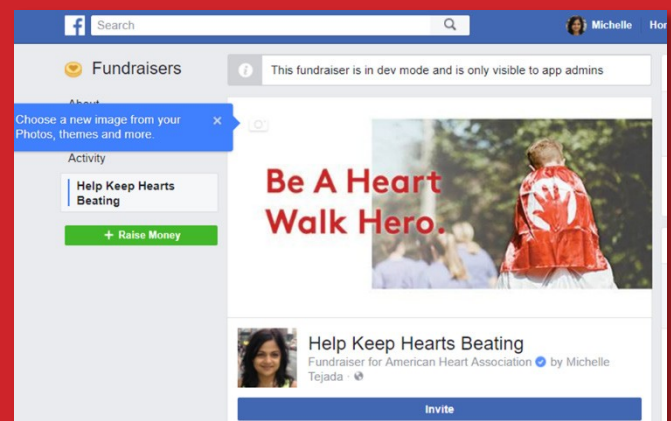 f Search Michelle Hor
Fundraisers
i This fundraiser is in dev mode and is only visible to app admins
About
Choose a new image from your ×
Photos, themes and more.
Activity
Help Keep Hearts
Beating
+ Raise Money
Be A Heart
Walk Hero.
Help Keep Hearts Beating
Fundraiser for American Heart Association by Michelle
Tejada ·
Invite